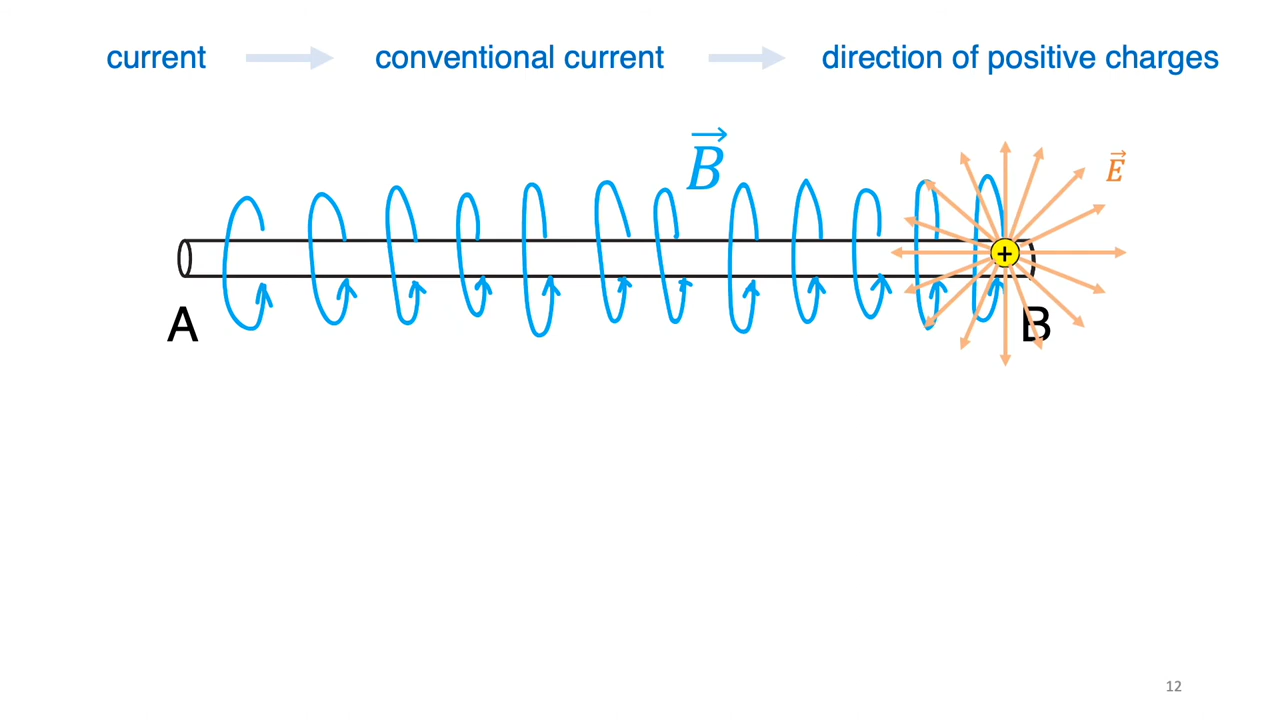 current conventional current direction of positive charges
B
E
+
A B
12